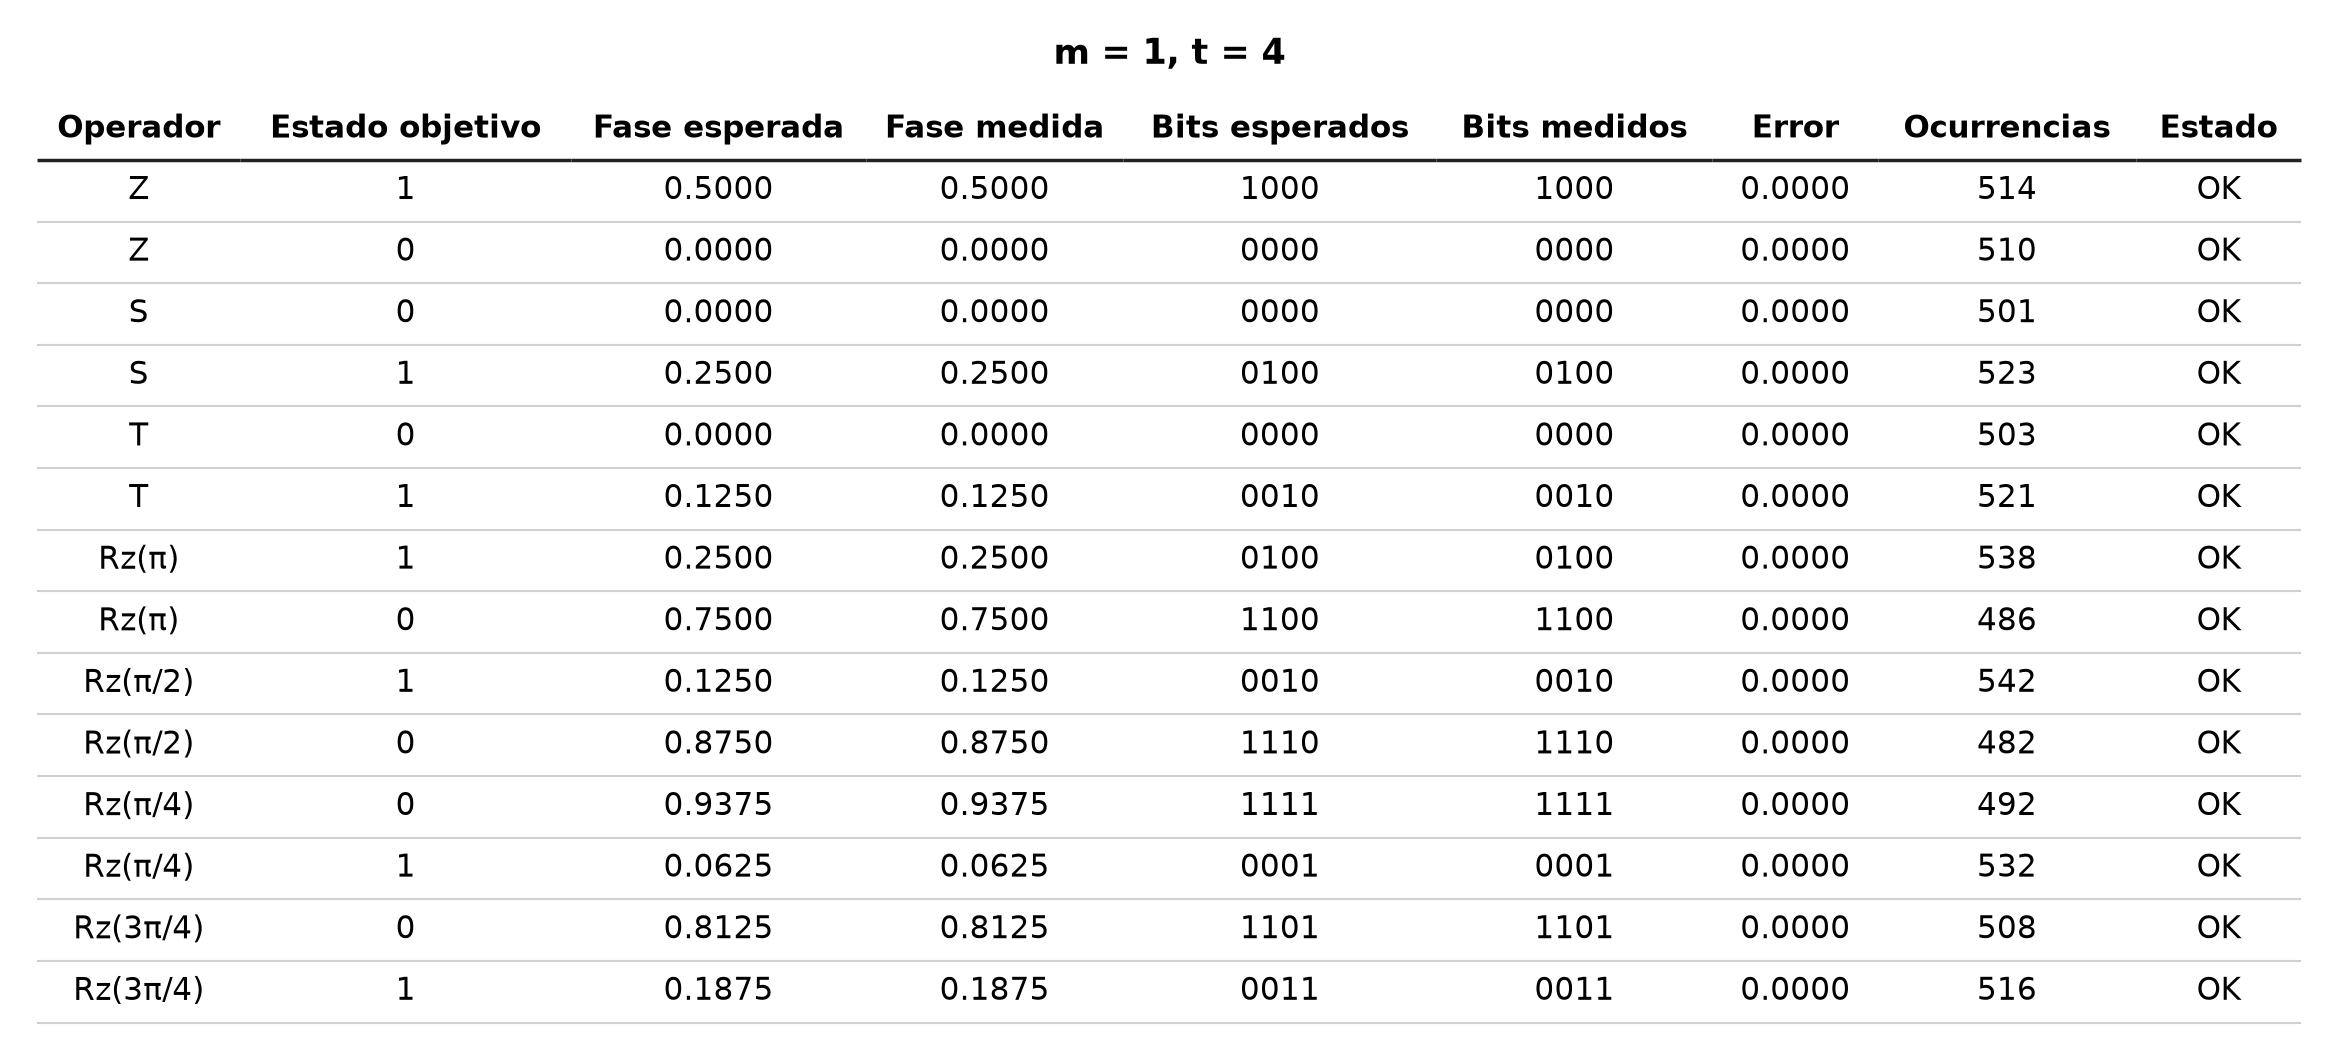 m = 1, t = 4
Operador Estado objetivo Fase esperada Fase medida Bits esperados Bits medidos Error Ocurrencias Estado
Z 1 0.5000 0.5000 1000 1000 0.0000 514 OK
Z 0 0.0000 0.0000 0000 0000 0.0000 510 OK
S 0 0.0000 0.0000 0000 0000 0.0000 501 OK
S 1 0.2500 0.2500 0100 0100 0.0000 523 OK
T 0 0.0000 0.0000 0000 0000 0.0000 503 OK
T 1 0.1250 0.1250 0010 0010 0.0000 521 OK
Rz(π) 1 0.2500 0.2500 0100 0100 0.0000 538 OK
Rz(π) 0 0.7500 0.7500 1100 1100 0.0000 486 OK
Rz(π/2) 1 0.1250 0.1250 0010 0010 0.0000 542 OK
Rz(π/2) 0 0.8750 0.8750 1110 1110 0.0000 482 OK
Rz(π/4) 0 0.9375 0.9375 1111 1111 0.0000 492 OK
Rz(π/4) 1 0.0625 0.0625 0001 0001 0.0000 532 OK
Rz(3π/4) 0 0.8125 0.8125 1101 1101 0.0000 508 OK
Rz(3π/4) 1 0.1875 0.1875 0011 0011 0.0000 516 OK